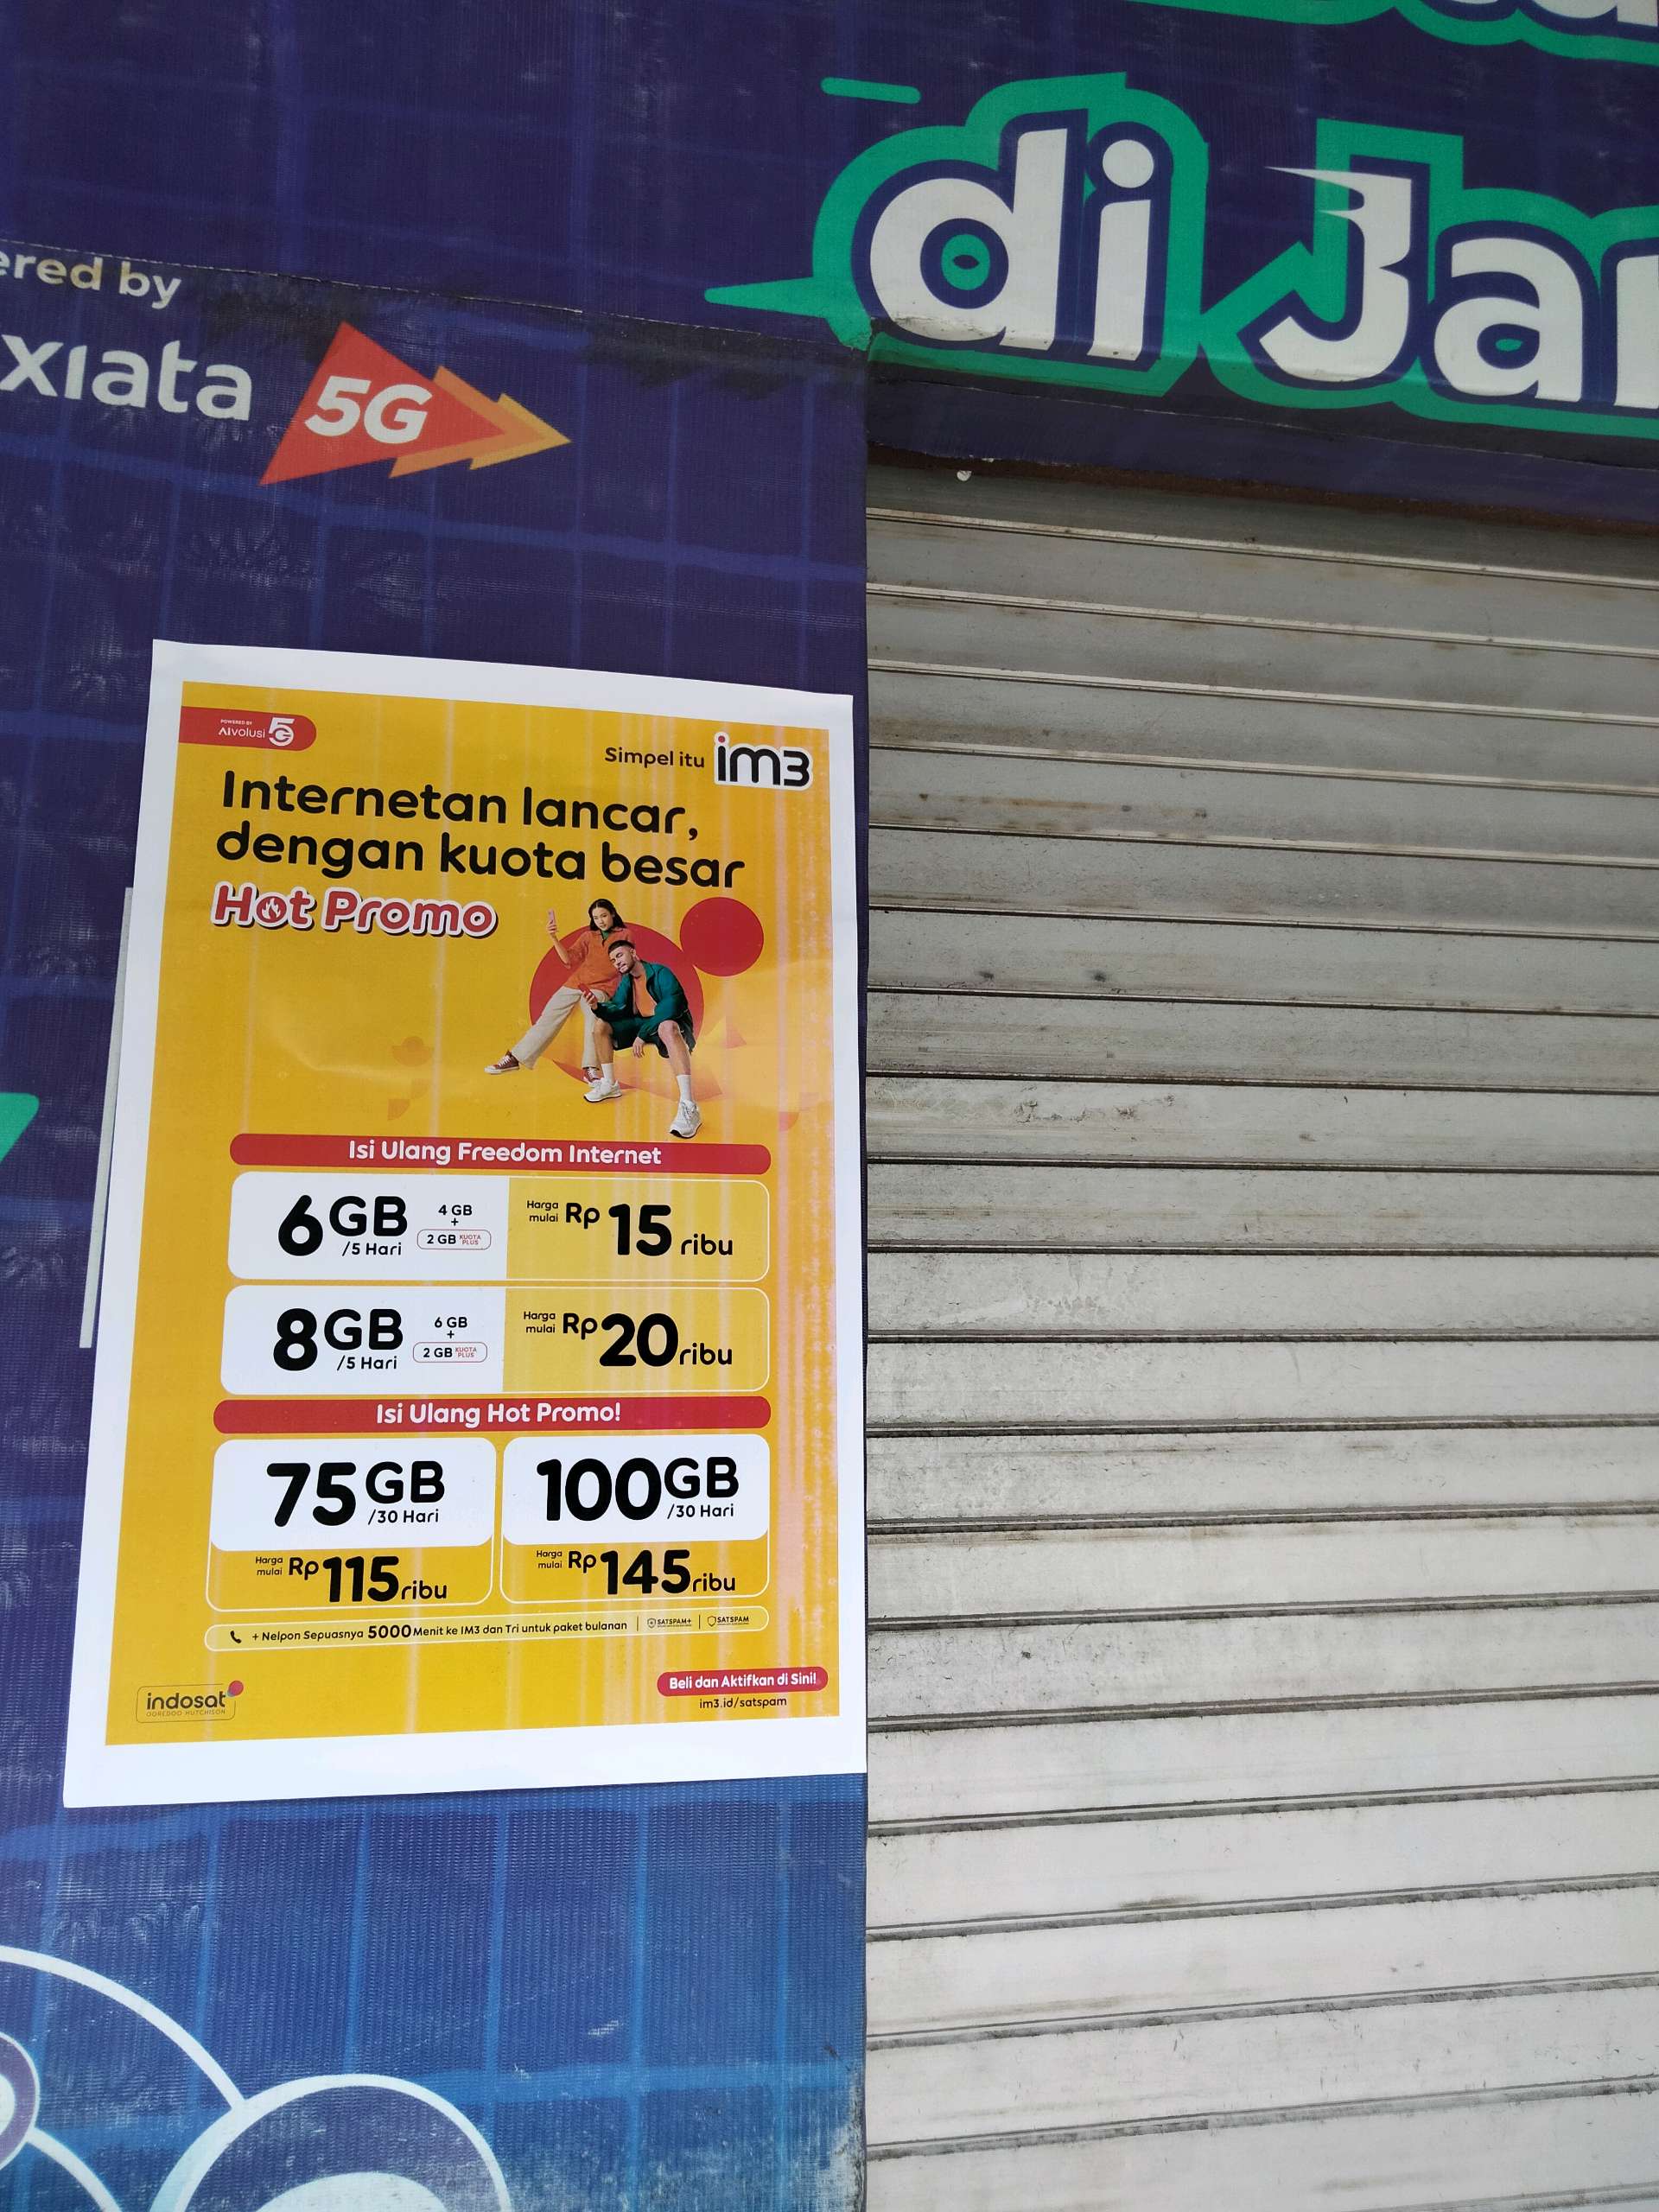 di Jar
ered by
xiata 5G
POWERED BY
AIvolusi 5G
Simpel itu im3
Internetan lancar,
dengan kuota besar
Hot Promo
Isi Ulang Freedom Internet
6GB /5 Hari 4 GB + 2 GB KUOTA PLUS Harga mulai Rp 15 ribu
8GB /5 Hari 6 GB + 2 GB KUOTA PLUS Harga mulai Rp 20 ribu
Isi Ulang Hot Promo!
75GB /30 Hari 100GB /30 Hari
Harga mulai Rp 115 ribu Harga mulai Rp 145 ribu
+ Nelpon Sepuasnya 5000 Menit ke IM3 dan Tri untuk paket bulanan | SATSPAM+ | SATSPAM
indosat
OOREDOO HUTCHISON
Beli dan Aktifkan di Sini!
im3.id/satspam